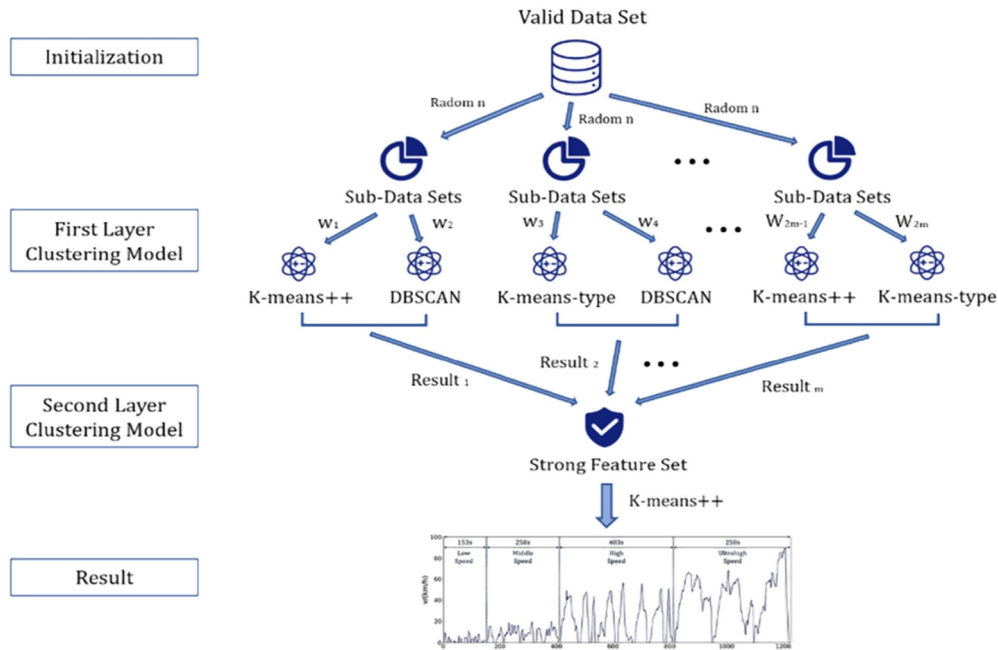 Valid Data Set
Initialization
Radom n
Radom n
Radom n
Sub-Data Sets
Sub-Data Sets
Sub-Data Sets
First Layer
Clustering Model
W1
W2
W3
W4
W2m-1
W2m
K-means++
DBSCAN
K-means-type
DBSCAN
K-means++
K-means-type
Result 1
Result 2
Result m
Second Layer
Clustering Model
Strong Feature Set
K-means++
Result
153s
258s
403s
250s
Low
Speed
Middle
Speed
High
Speed
Ultrahigh
Speed
v/(km/h)
100
80
60
40
20
0
0
200
400
600
800
1000
1200